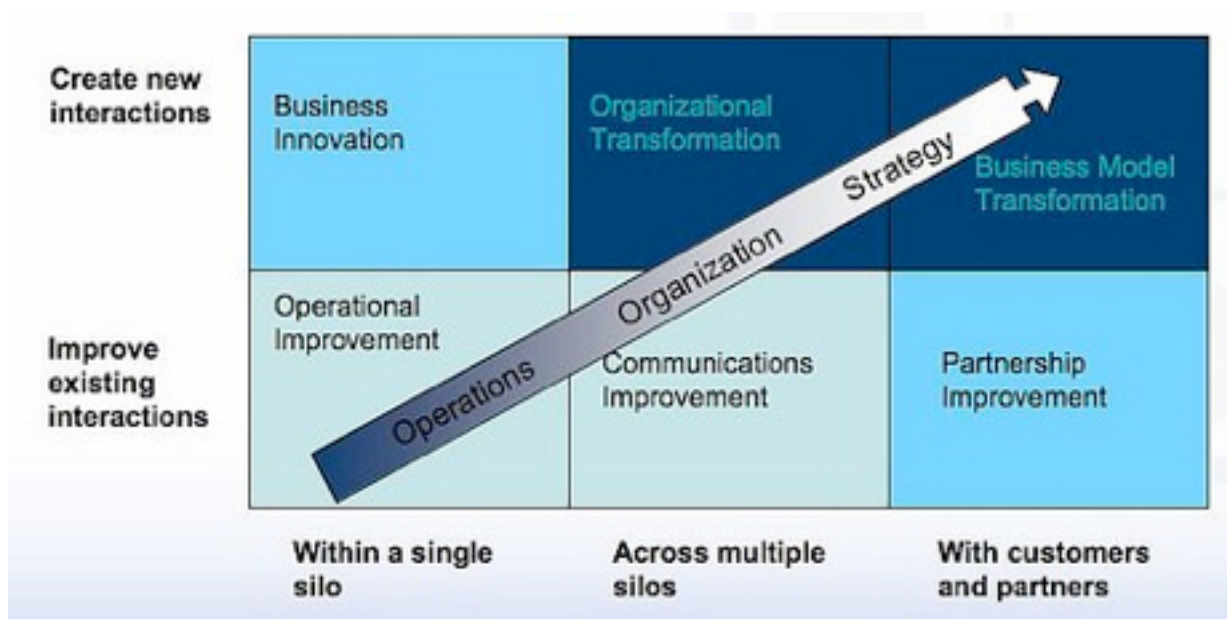 Create new
interactions
Business
Innovation
Organizational
Transformation
Business Model
Transformation
Strategy
Organization
Operations
Improve
existing
interactions
Operational
Improvement
Communications
Improvement
Partnership
Improvement
Within a single
silo
Across multiple
silos
With customers
and partners